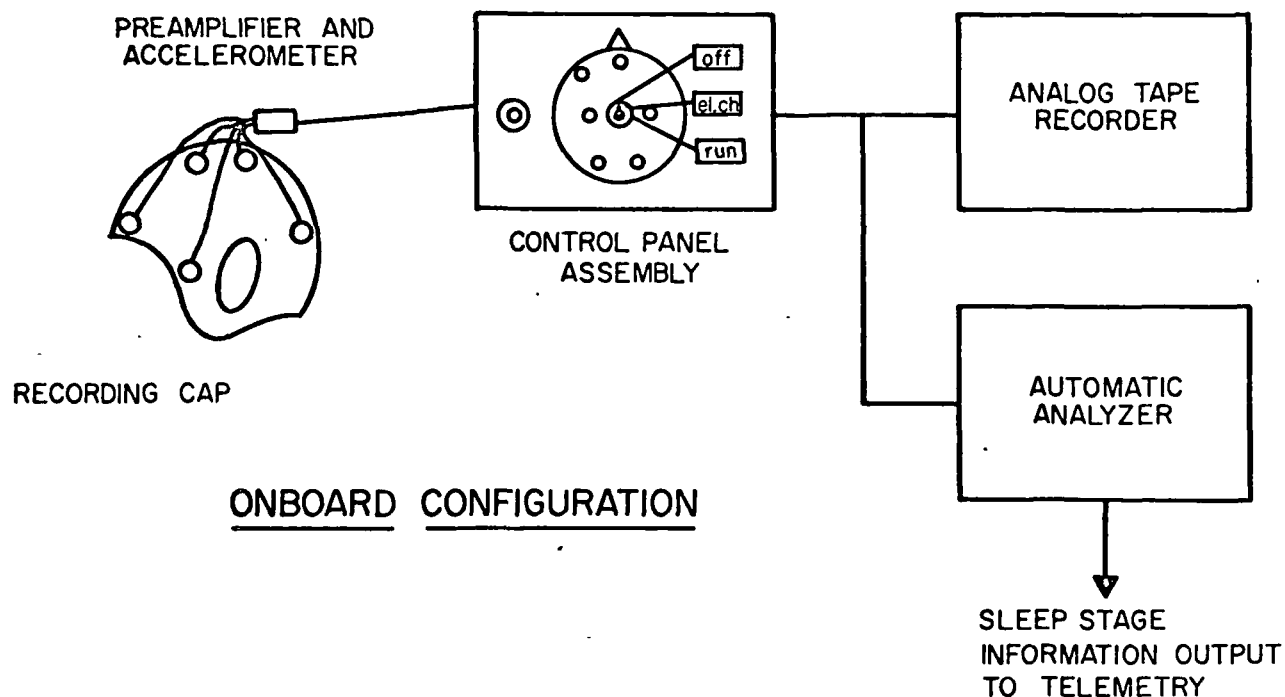 PREAMPLIFIER AND
ACCELEROMETER
off
el.ch
run
ANALOG TAPE
RECORDER
CONTROL PANEL
ASSEMBLY
RECORDING CAP
AUTOMATIC
ANALYZER
ONBOARD CONFIGURATION
SLEEP STAGE
INFORMATION OUTPUT
TO TELEMETRY